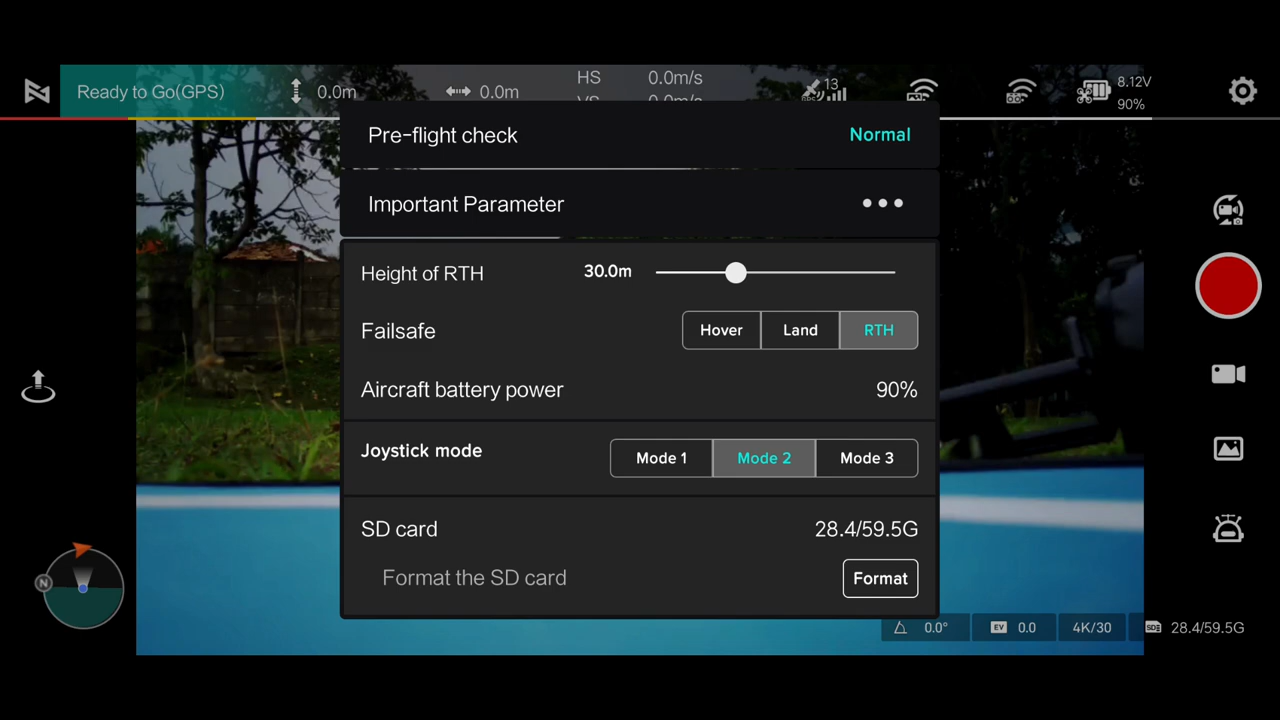 Ready to Go(GPS)
0.0m
0.0m
HS 0.0m/s
VS 0.0m/s
13
8.12V
90%
Pre-flight check
Normal
Important Parameter
Height of RTH
30.0m
Failsafe
Hover
Land
RTH
Aircraft battery power
90%
Joystick mode
Mode 1
Mode 2
Mode 3
SD card
28.4/59.5G
Format the SD card
Format
N
0.0°
EV 0.0
4K/30
28.4/59.5G